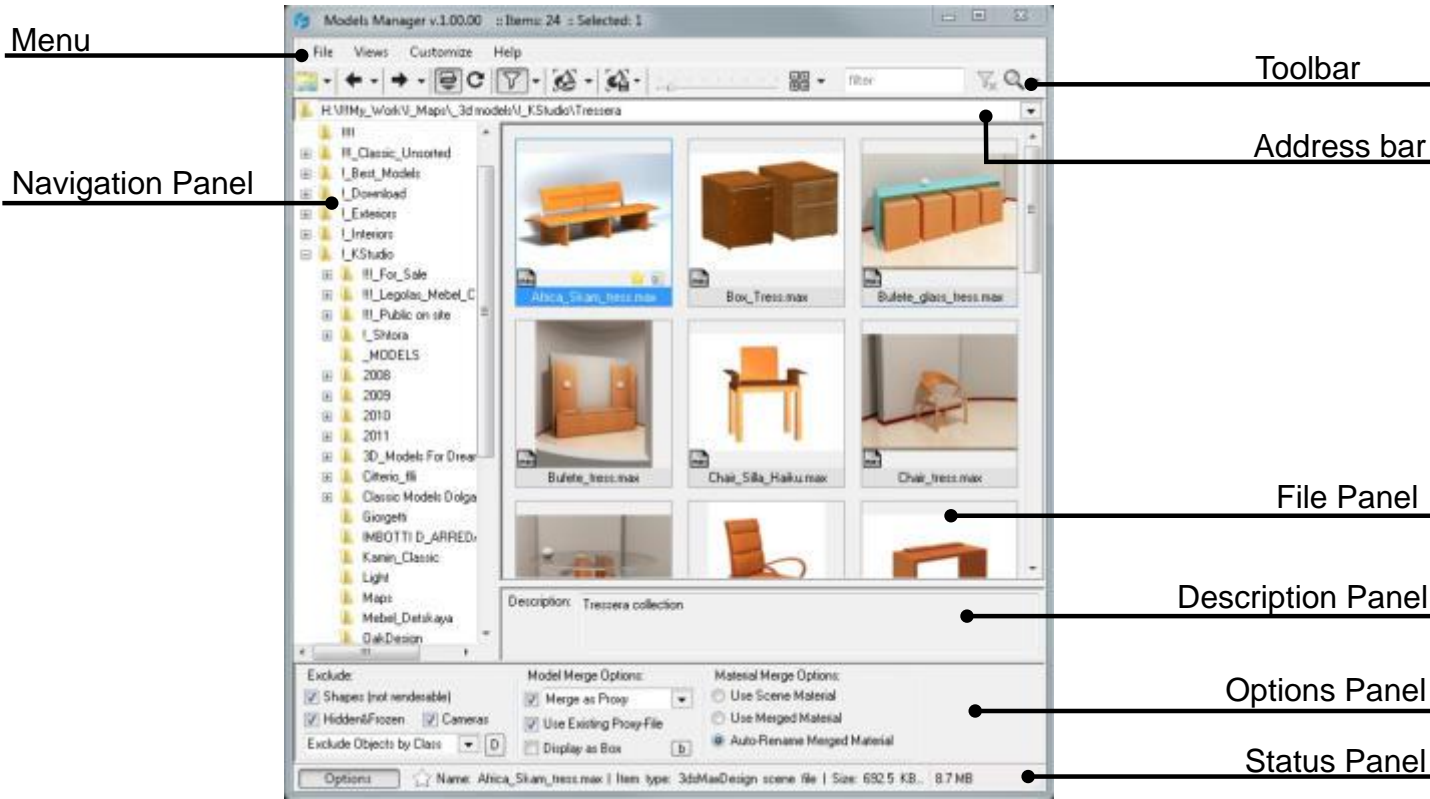 Models Manager v.1.00.00 :: Items: 24 :: Selected: 1
Menu
File Views Customize Help
filter
Toolbar
H:\!!!My_Work\!_Maps\_3d models\!_KStudio\Tressera
Address bar
Navigation Panel
!!!!
!!!_Classic_Unsorted
!_Best_Models
!_Download
!_Exteriors
!_Interiors
!_KStudio
!!!_For_Sale
!!!_Legolas_Mebel_C
!!!_Public on site
!_Shtora
_MODELS
2008
2009
2010
2011
3D_Models For Drear
Citterio_flli
Classic Models Dolga
Giorgetti
IMBOTTI D_ARRED
Kamin_Classic
Light
Maps
Mebel_Detskaya
OakDesign
Africa_Skam_tress.max
Box_Tress.max
Bufete_glass_tress.max
Bufete_tress.max
Chair_Silla_Haiku.max
Chair_tress.max
File Panel
Description: Tressera collection
Description Panel
Exclude:
Shapes (not renderable)
Hidden&Frozen Cameras
Exclude Objects by Class D
Model Merge Options:
Merge as Proxy
Use Existing Proxy-File
Display as Box b
Material Merge Options:
Use Scene Material
Use Merged Material
Auto-Rename Merged Material
Options Panel
Options Name: Africa_Skam_tress.max | Item type: 3dsMaxDesign scene file | Size: 692.5 KB... 8.7 MB
Status Panel